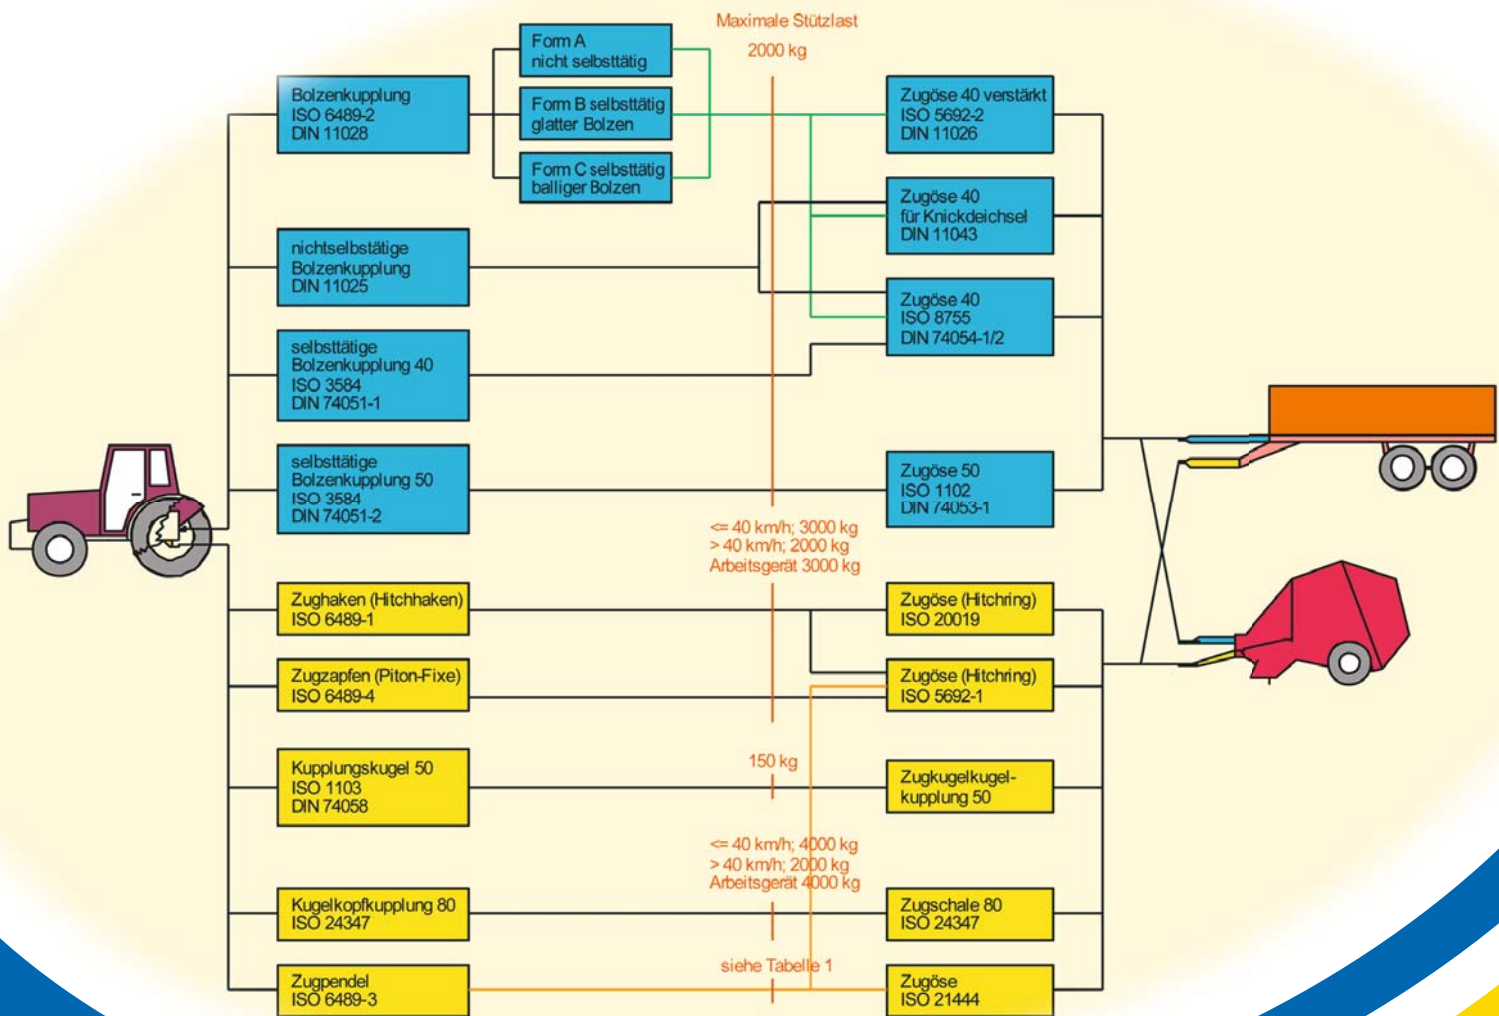 Maximale Stützlast
2000 kg
Form A
nicht selbsttätig
Form B selbsttätig
glatter Bolzen
Form C selbsttätig
balliger Bolzen
Bolzenkupplung
ISO 6489-2
DIN 11028
Zugöse 40 verstärkt
ISO 5692-2
DIN 11026
Zugöse 40
für Knickdeichsel
DIN 11043
nichtselbstätige
Bolzenkupplung
DIN 11025
Zugöse 40
ISO 8755
DIN 74054-1/2
selbsttätige
Bolzenkupplung 40
ISO 3584
DIN 74051-1
selbsttätige
Bolzenkupplung 50
ISO 3584
DIN 74051-2
Zugöse 50
ISO 1102
DIN 74053-1
<= 40 km/h; 3000 kg
> 40 km/h; 2000 kg
Arbeitsgerät 3000 kg
Zughaken (Hitchhaken)
ISO 6489-1
Zugöse (Hitchring)
ISO 20019
Zugzapfen (Piton-Fixe)
ISO 6489-4
Zugöse (Hitchring)
ISO 5692-1
150 kg
Kupplungskugel 50
ISO 1103
DIN 74058
Zugkugelkugel-
kupplung 50
<= 40 km/h; 4000 kg
> 40 km/h; 2000 kg
Arbeitsgerät 4000 kg
Kugelkopfkupplung 80
ISO 24347
Zugschale 80
ISO 24347
siehe Tabelle 1
Zugpendel
ISO 6489-3
Zugöse
ISO 21444